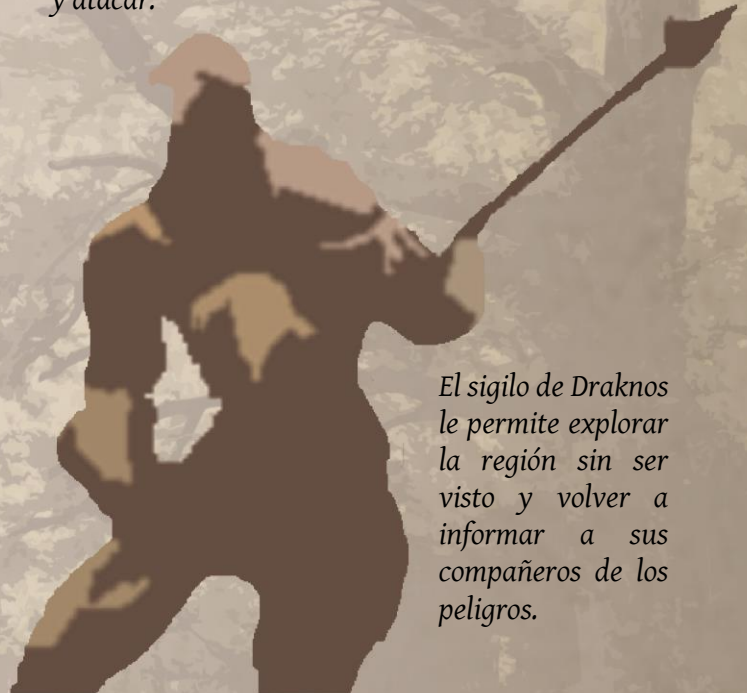 y atacar.
El sigilo de Draknos
le permite explorar
la región sin ser
visto y volver a
informar a sus
compañeros de los
peligros.